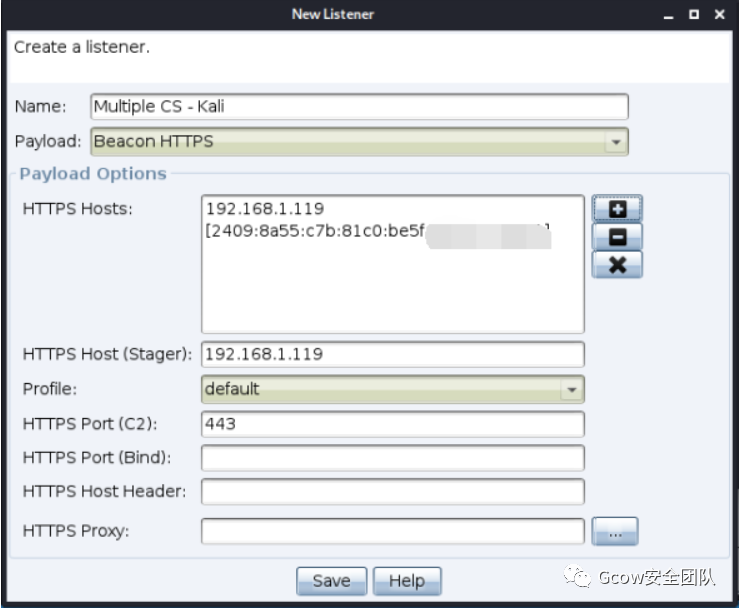 New Listener
Create a listener.
Name: Multiple CS - Kali
Payload: Beacon HTTPS
Payload Options
HTTPS Hosts: 192.168.1.119
[2409:8a55:c7b:81c0:be5f
HTTPS Host (Stager): 192.168.1.119
Profile: default
HTTPS Port (C2): 443
HTTPS Port (Bind):
HTTPS Host Header:
HTTPS Proxy: ...
Save Help
Gcow安全团队